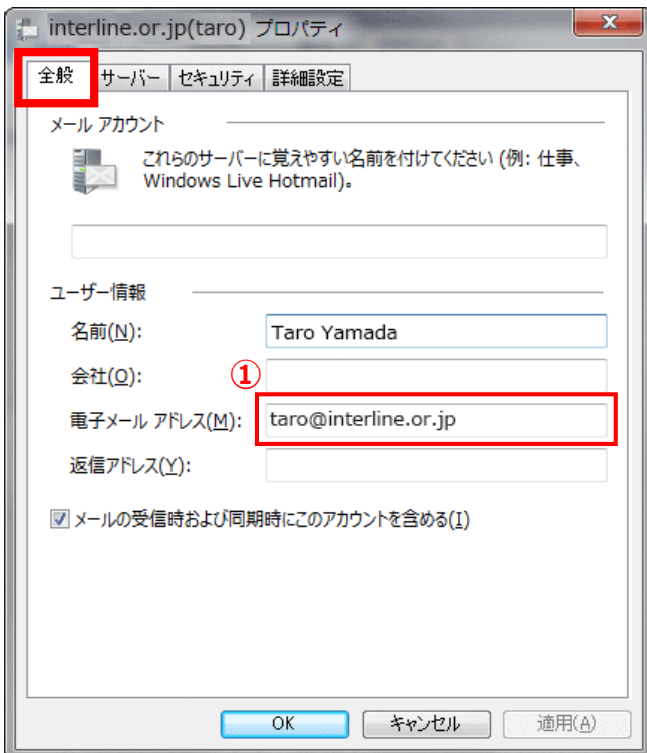 interline.or.jp(taro) プロパティ
全般 サーバー セキュリティ 詳細設定
メール アカウント
これらのサーバーに覚えやすい名前を付けてください (例: 仕事、
Windows Live Hotmail)。
ユーザー情報
名前(N): Taro Yamada
会社(O):
①
電子メール アドレス(M): taro@interline.or.jp
返信アドレス(Y):
メールの受信時および同期時にこのアカウントを含める(I)
OK キャンセル 適用(A)